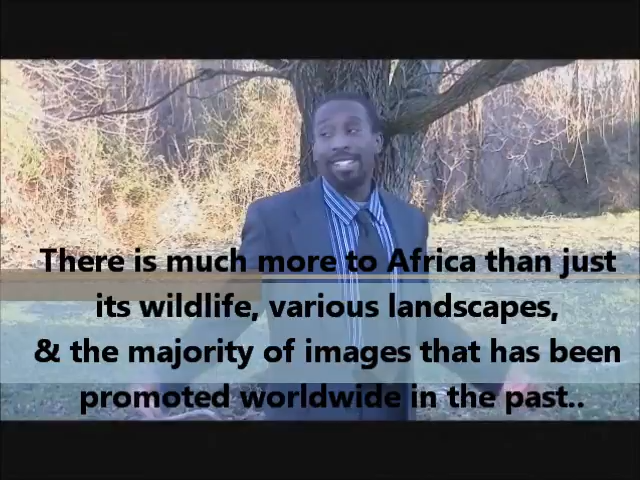 There is much more to Africa than just
its wildlife, various landscapes,
& the majority of images that has been
promoted worldwide in the past..